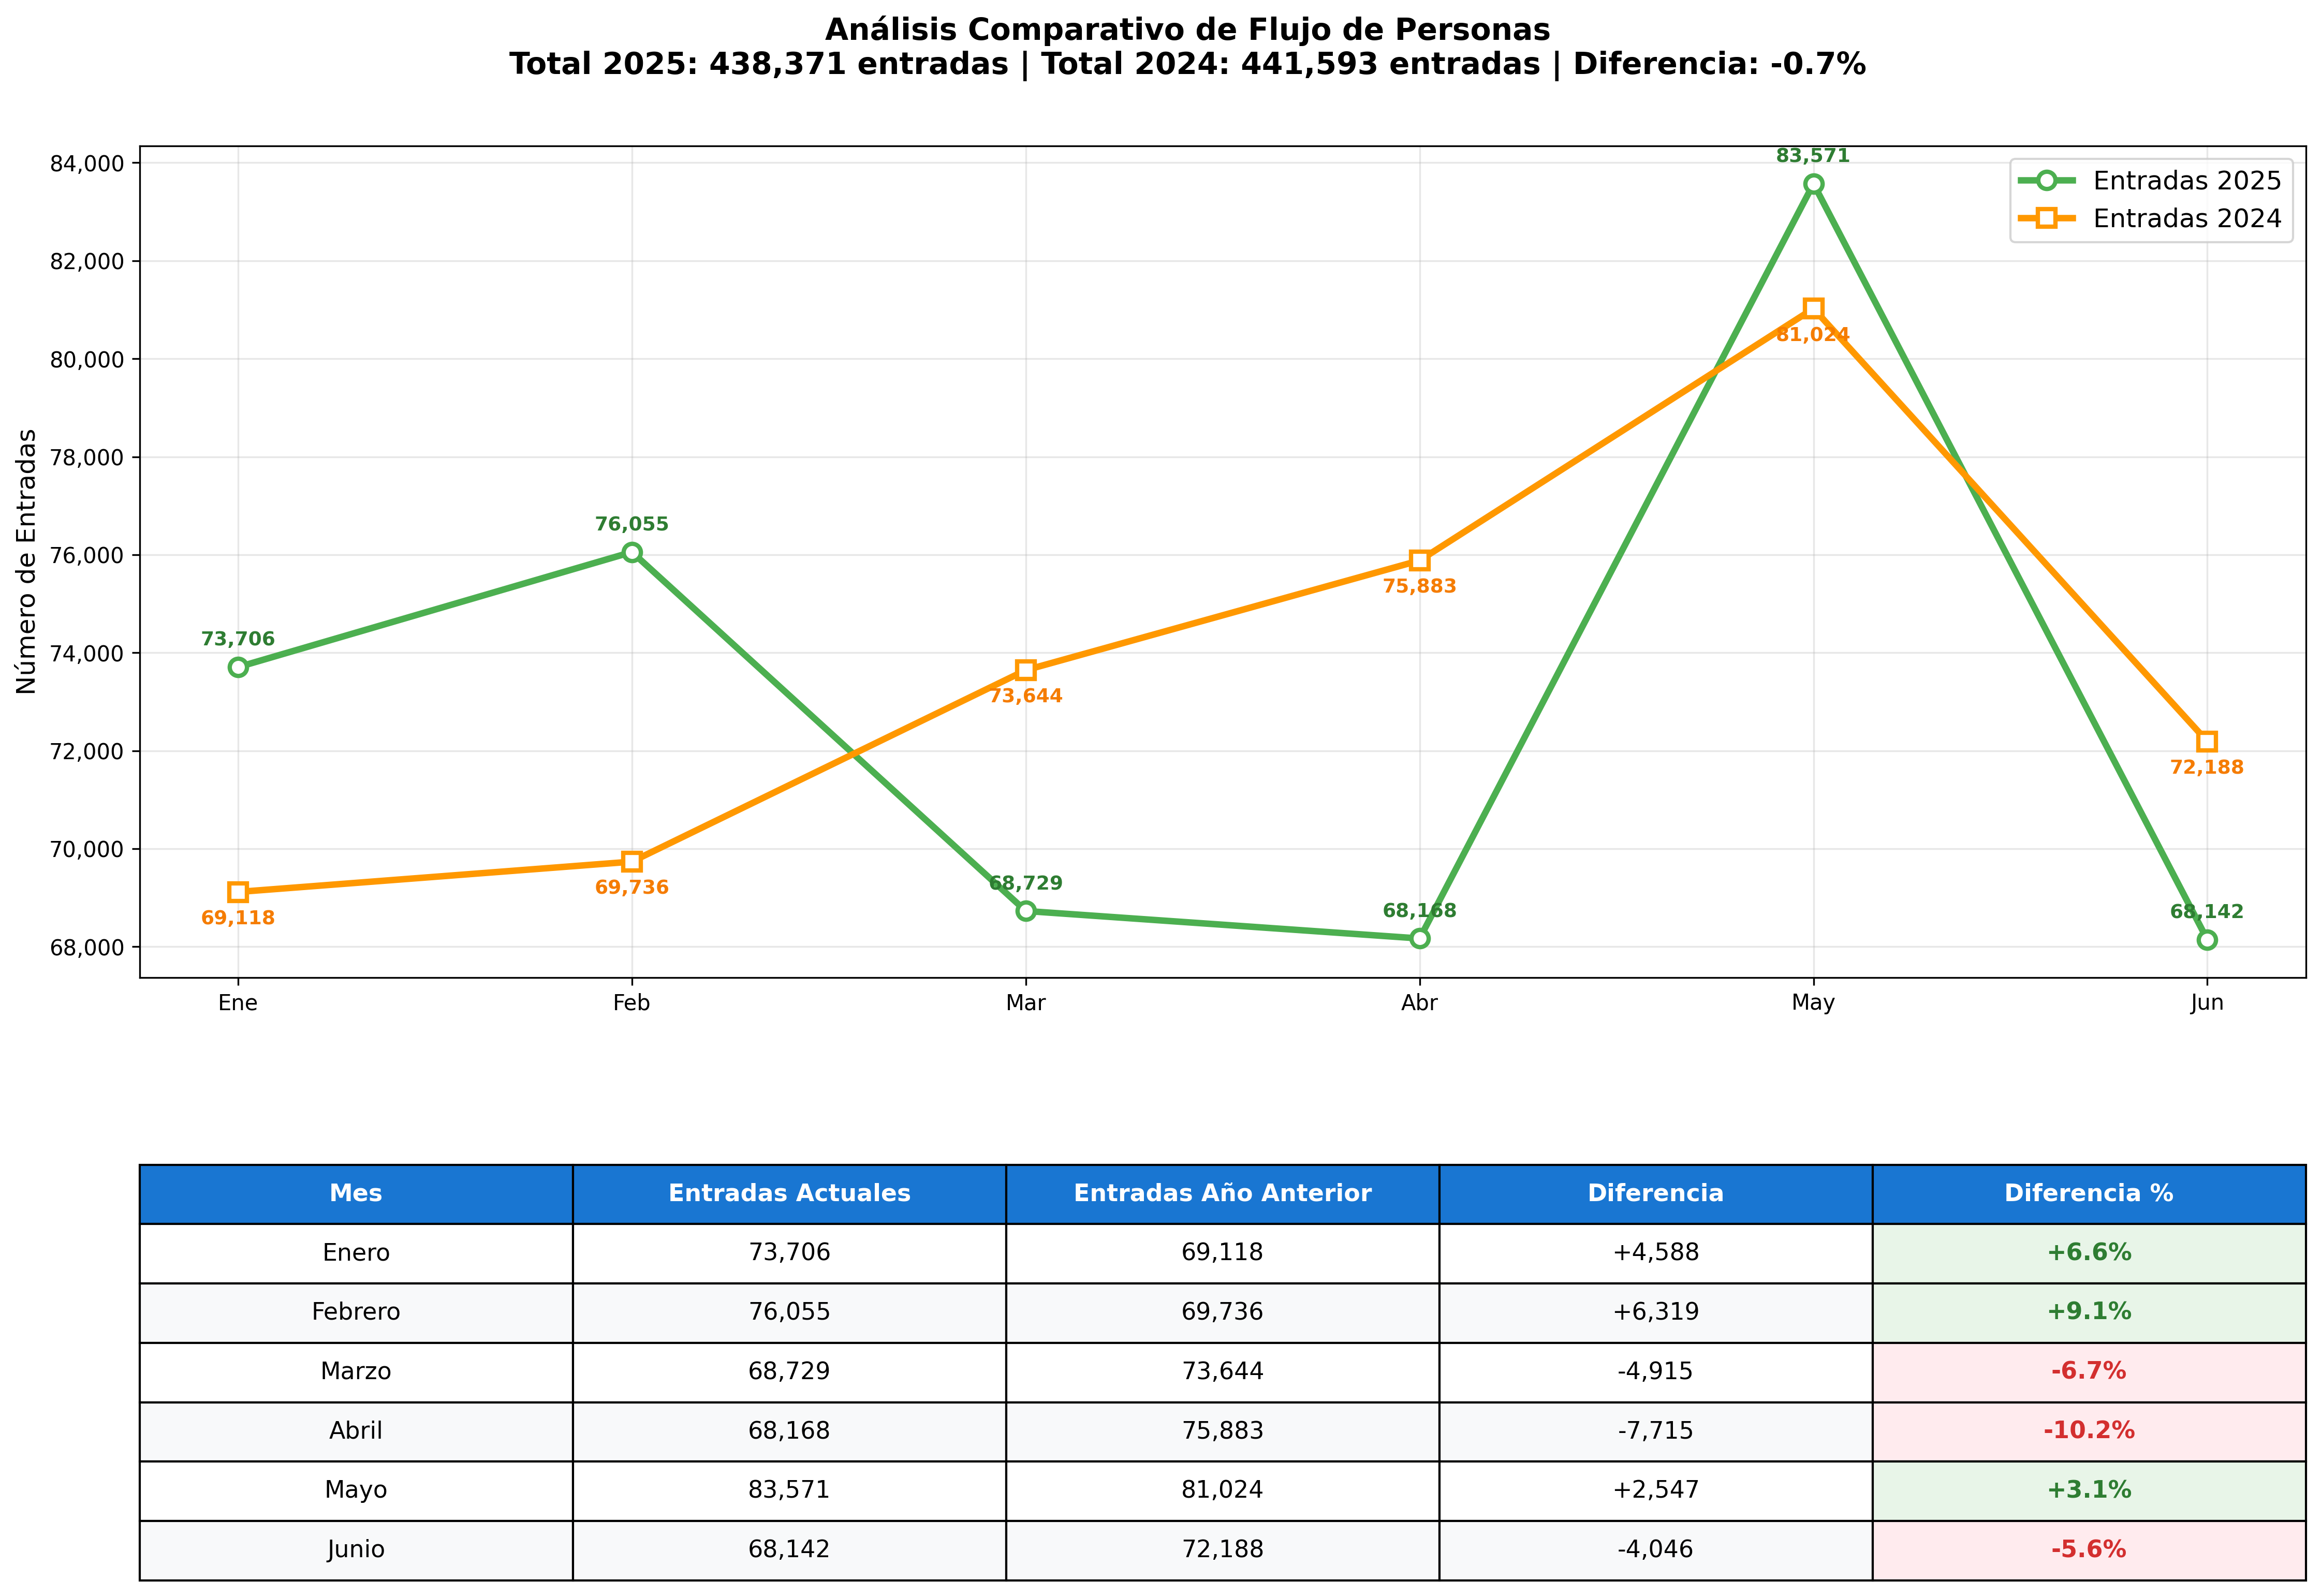 Análisis Comparativo de Flujo de Personas
Total 2025: 438,371 entradas | Total 2024: 441,593 entradas | Diferencia: -0.7%
Número de Entradas
84,000
82,000
80,000
78,000
76,000
74,000
72,000
70,000
68,000
Entradas 2025
Entradas 2024
73,706
76,055
68,729
68,168
83,571
68,142
69,118
69,736
73,644
75,883
81,024
72,188
Ene Feb Mar Abr May Jun
Mes Entradas Actuales Entradas Año Anterior Diferencia Diferencia %
Enero 73,706 69,118 +4,588 +6.6%
Febrero 76,055 69,736 +6,319 +9.1%
Marzo 68,729 73,644 -4,915 -6.7%
Abril 68,168 75,883 -7,715 -10.2%
Mayo 83,571 81,024 +2,547 +3.1%
Junio 68,142 72,188 -4,046 -5.6%